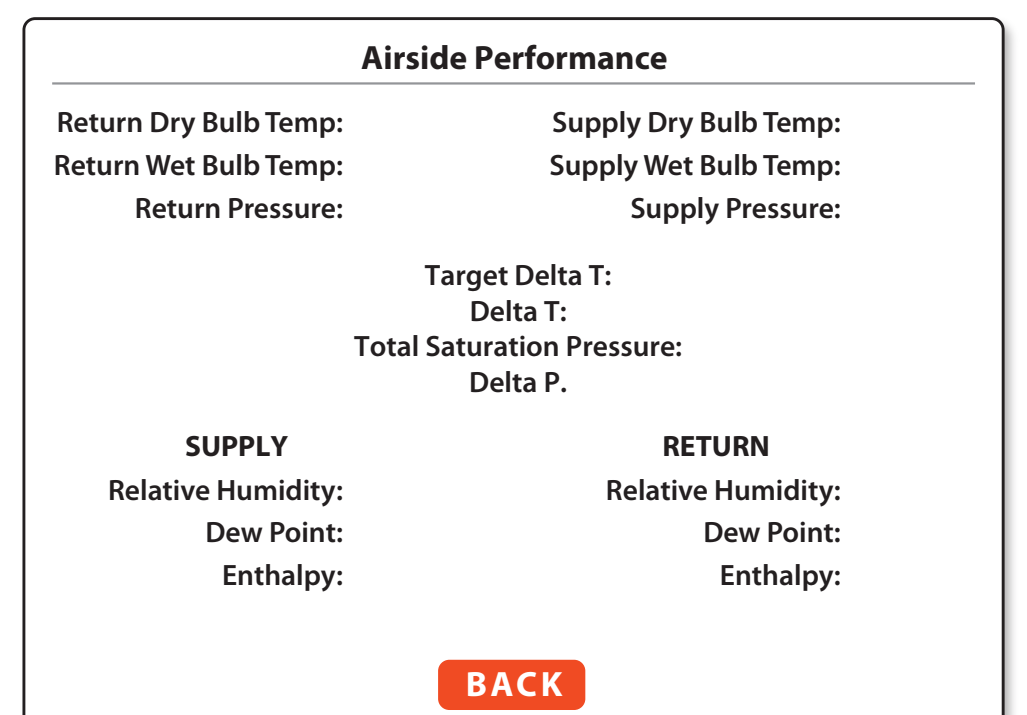 Airside Performance
Return Dry Bulb Temp: Supply Dry Bulb Temp:
Return Wet Bulb Temp: Supply Wet Bulb Temp:
Return Pressure: Supply Pressure:
Target Delta T:
Delta T:
Total Saturation Pressure:
Delta P.
SUPPLY RETURN
Relative Humidity: Relative Humidity:
Dew Point: Dew Point:
Enthalpy: Enthalpy:
BACK